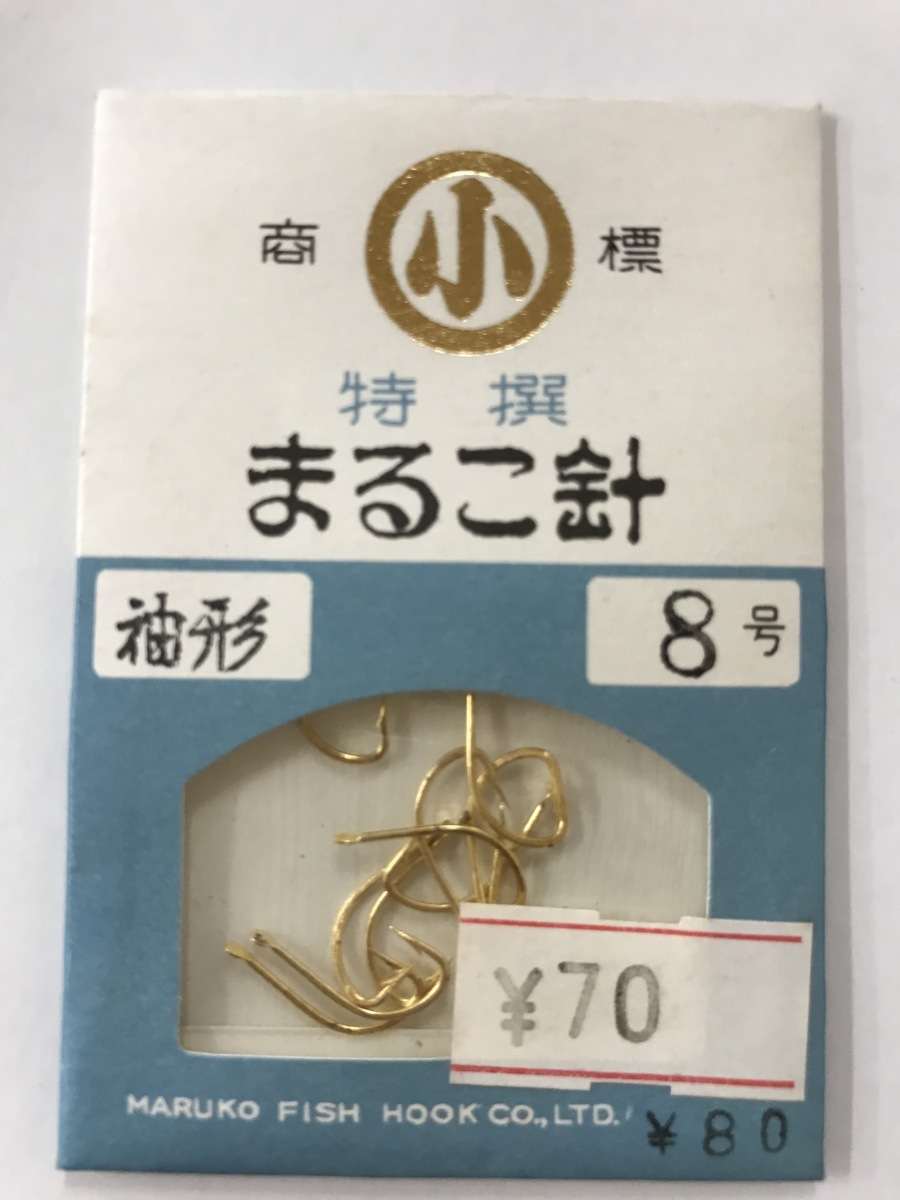 商 小 標
特撰
まるこ針
袖形 8号
¥70
MARUKO FISH HOOK CO., LTD.
¥80